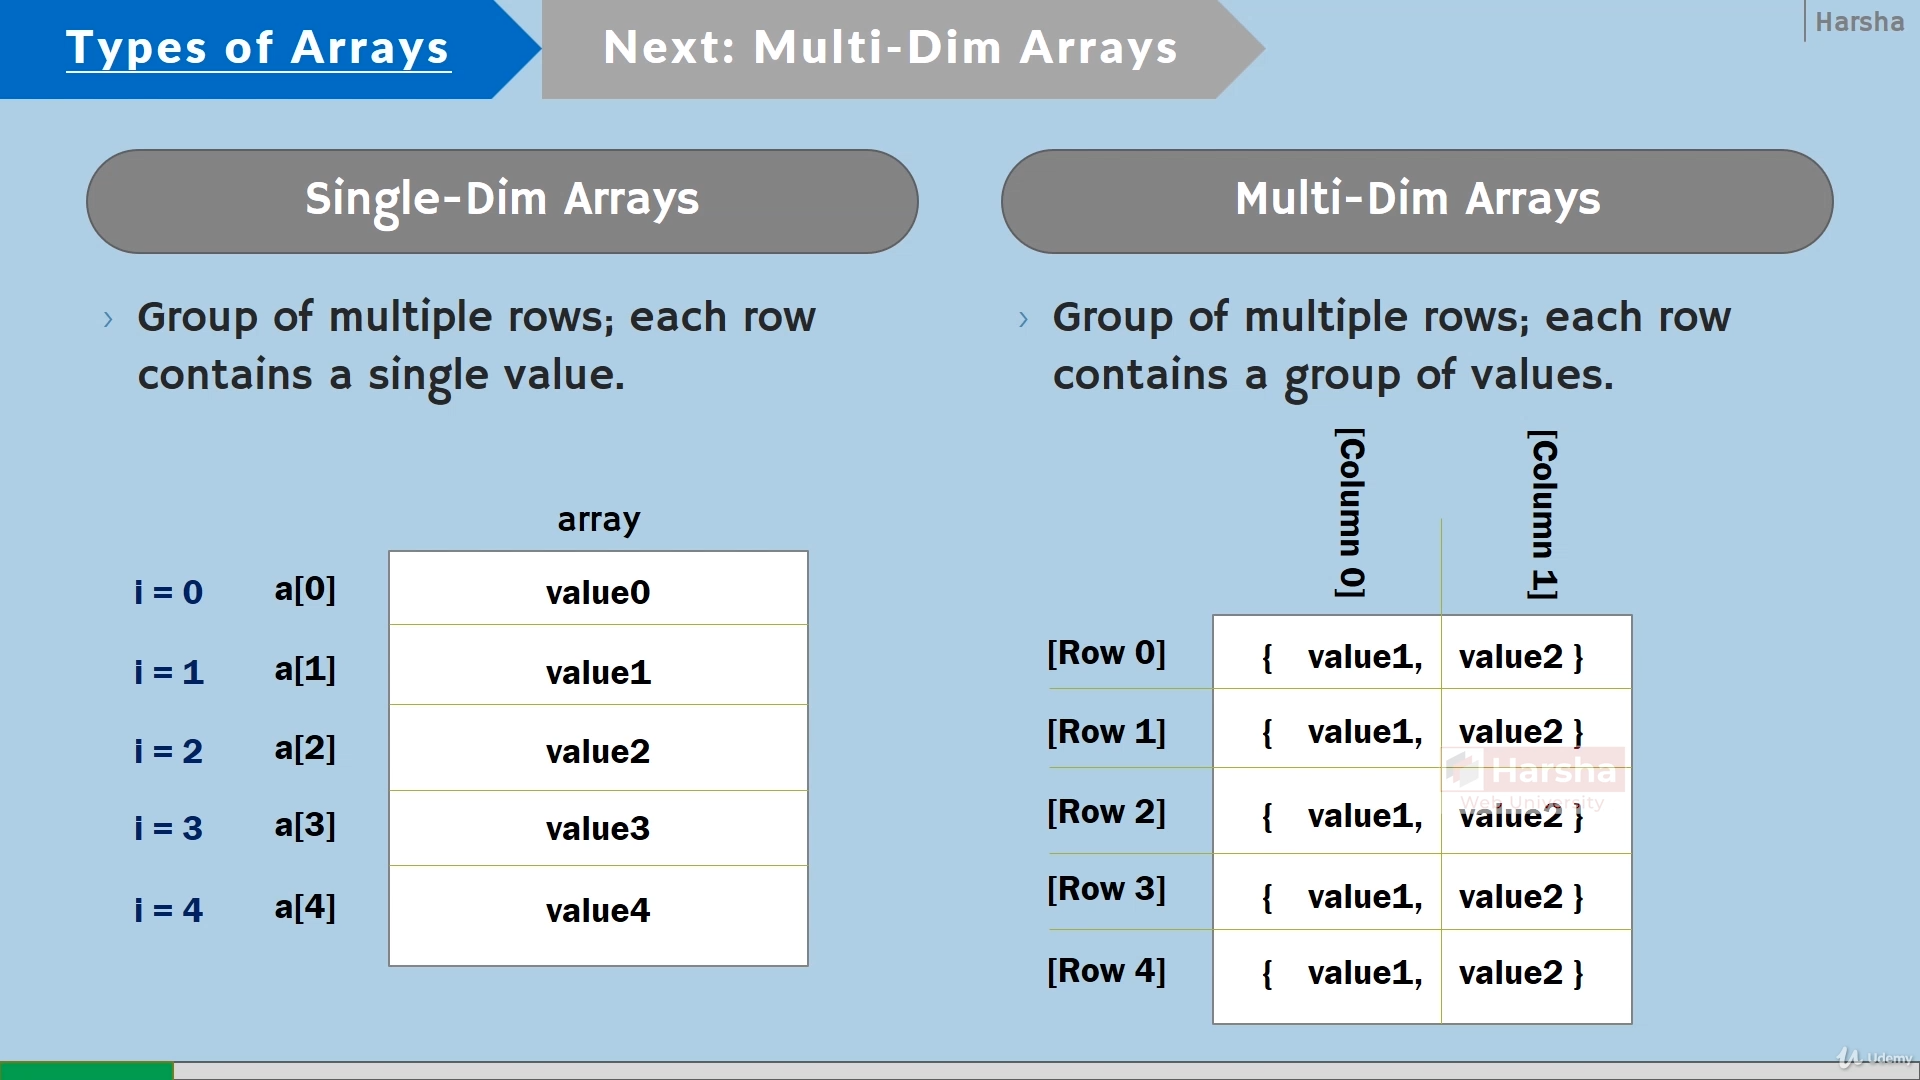 Types of Arrays
Next: Multi-Dim Arrays
Harsha
Single-Dim Arrays
› Group of multiple rows; each row
contains a single value.
array
i = 0 a[0] value0
i = 1 a[1] value1
i = 2 a[2] value2
i = 3 a[3] value3
i = 4 a[4] value4
Multi-Dim Arrays
› Group of multiple rows; each row
contains a group of values.
[Column 0] [Column 1]
[Row 0] { value1, value2 }
[Row 1] { value1, value2 }
Harsha
Web University
[Row 2] { value1, value2 }
[Row 3] { value1, value2 }
[Row 4] { value1, value2 }
Udemy